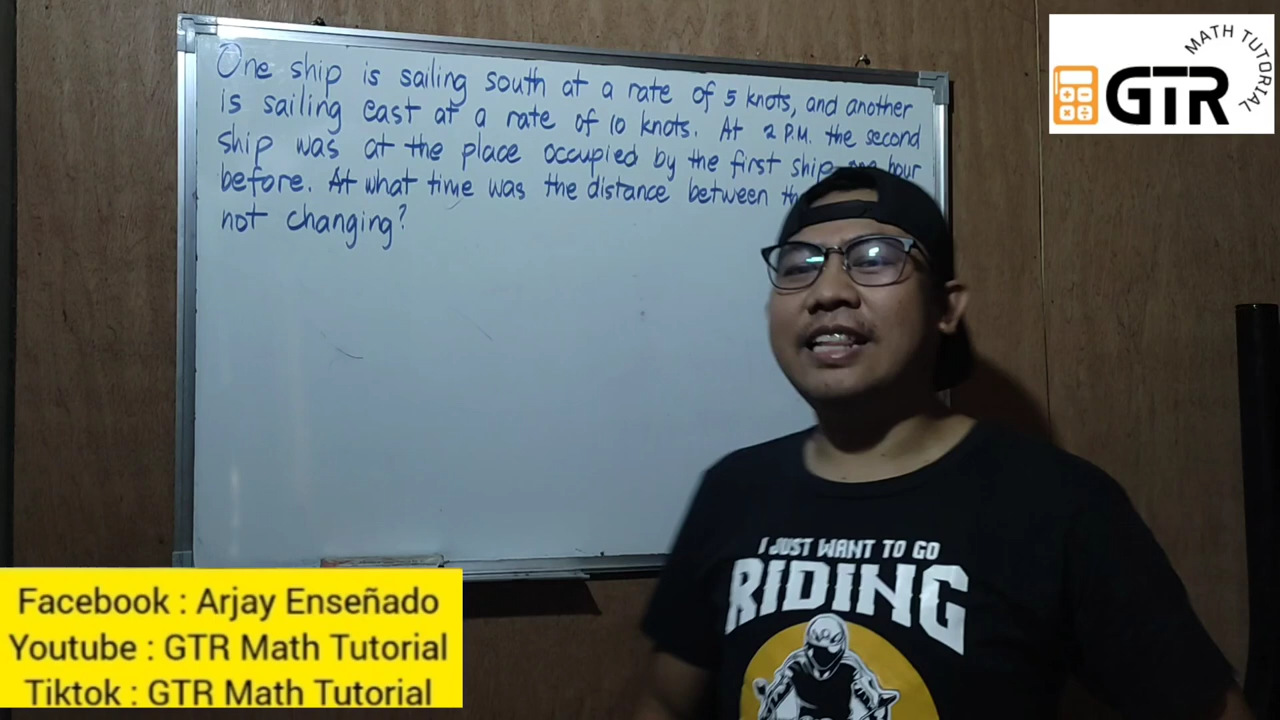 One ship is sailing south at a rate of 5 knots, and another
is sailing east at a rate of 10 knots. At 2 P.M. the second
ship was at the place occupied by the first ship one hour
before. At what time was the distance between
not changing?
MATH TUTORIAL
GTR
I JUST WANT TO GO
RIDING
Facebook : Arjay Enseñado
Youtube : GTR Math Tutorial
Tiktok : GTR Math Tutorial